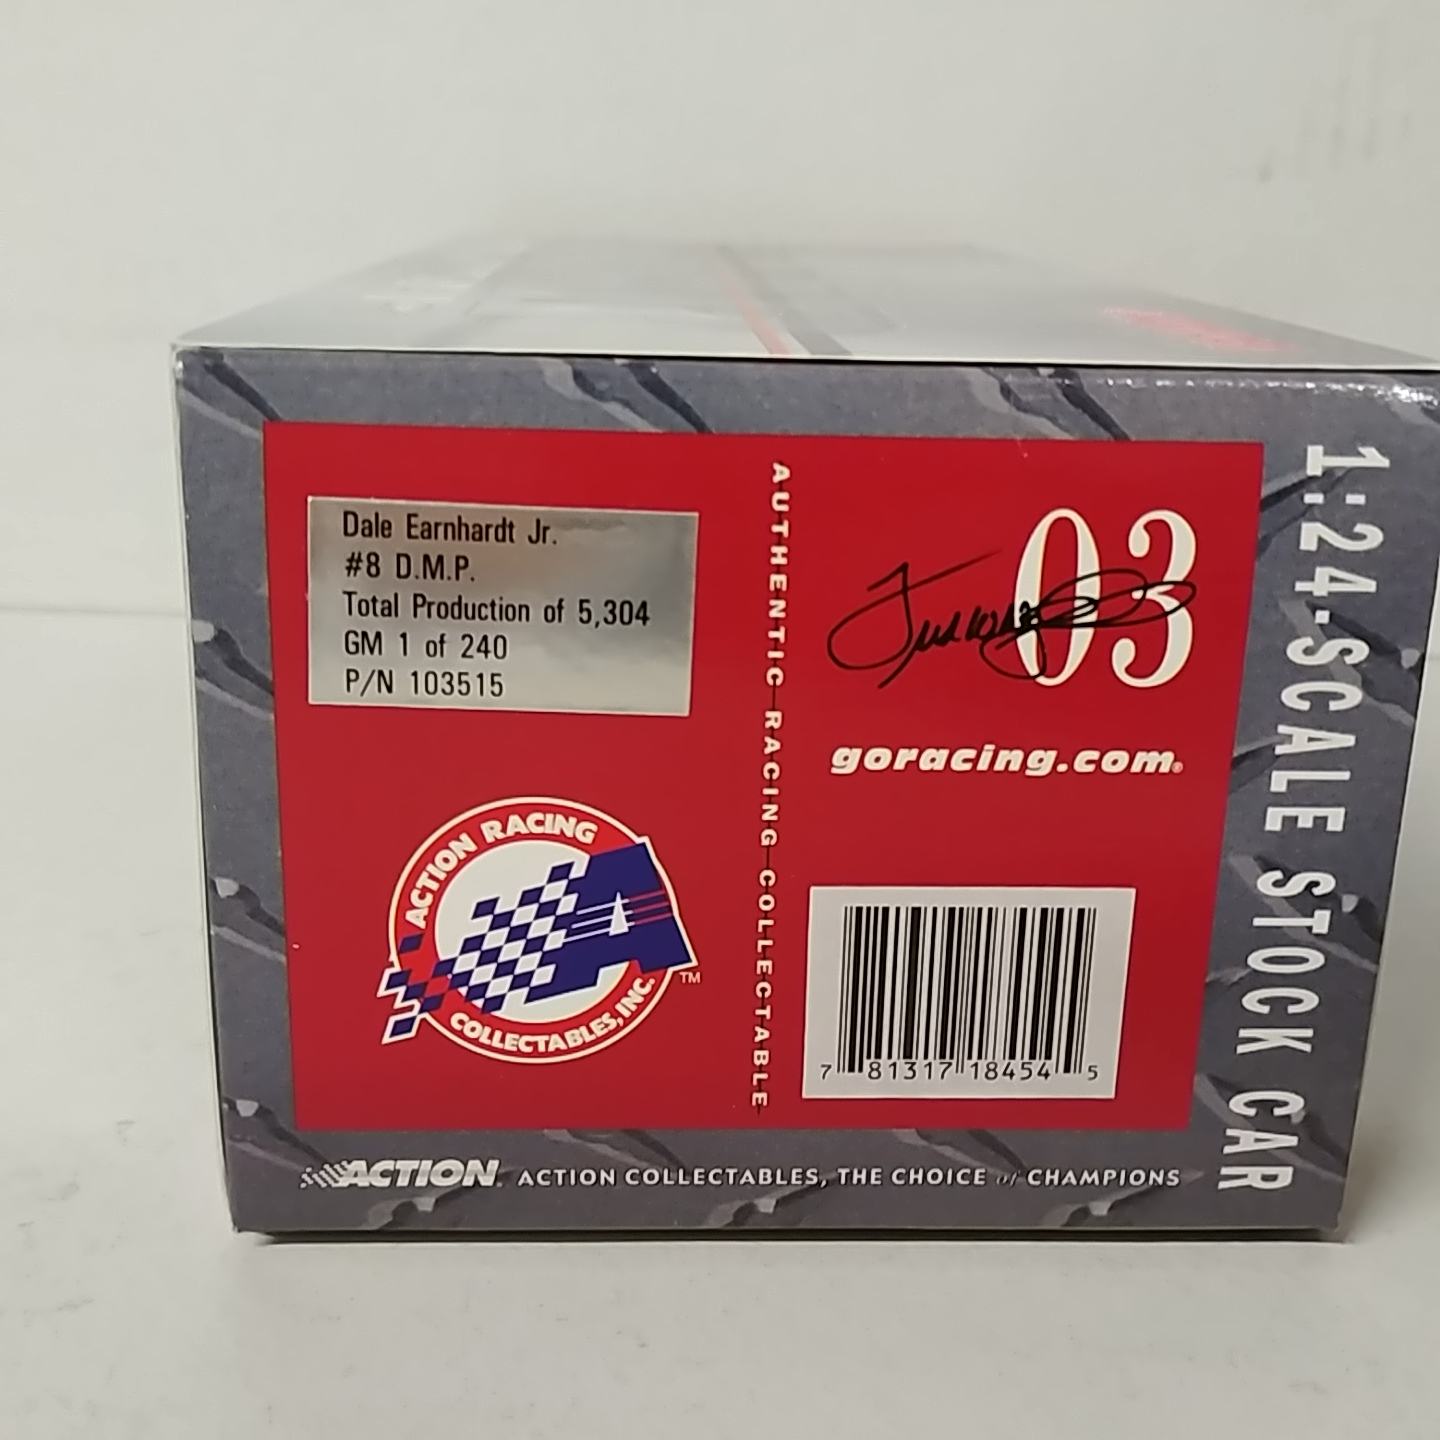 Dale Earnhardt Jr.
#8 D.M.P.
Total Production of 5,304
GM 1 of 240
P/N 103515
ACTION RACING
COLLECTABLES, INC.
TM
AUTHENTIC RACING COLLECTABLE
03
goracing.com®
7 81317 18454 5
1:24-SCALE STOCK CAR
ACTION. ACTION COLLECTABLES, THE CHOICE of CHAMPIONS